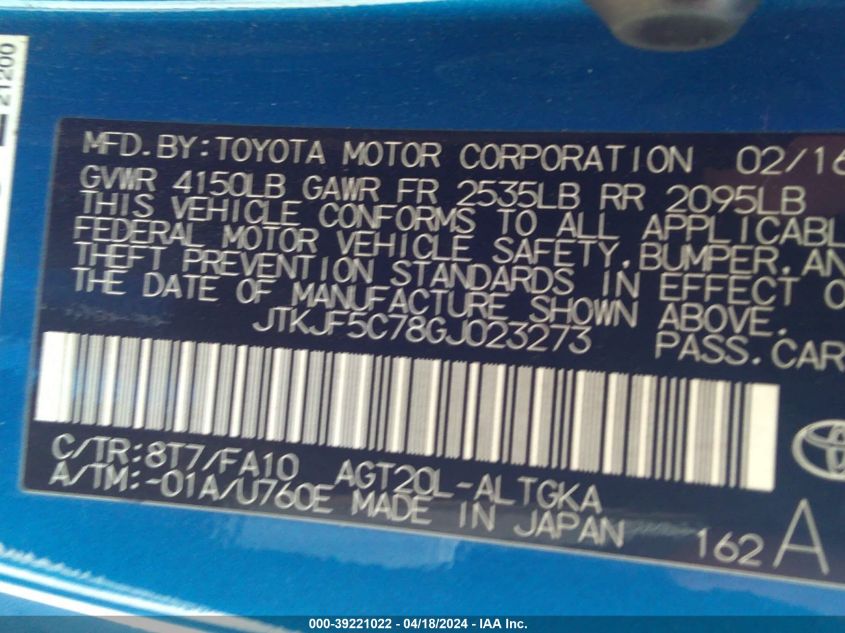 21200
MFD.BY:TOYOTA MOTOR CORPORATION 02/16
GVWR 4150LB GAWR FR 2535LB RR 2095LB
THIS VEHICLE CONFORMS TO ALL APPLICABL
FEDERAL MOTOR VEHICLE SAFETY,BUMPER,AN
THEFT PREVENTION STANDARDS IN EFFECT O
THE DATE OF MANUFACTURE SHOWN ABOVE.
JTKJF5C78GJ023273 PASS.CAR
C/TR:8T7/FA10 AGT20L-ALTGKA
A/TM:-01A/U760E MADE IN JAPAN 162 A
000-39221022 - 04/18/2024 - IAA Inc.